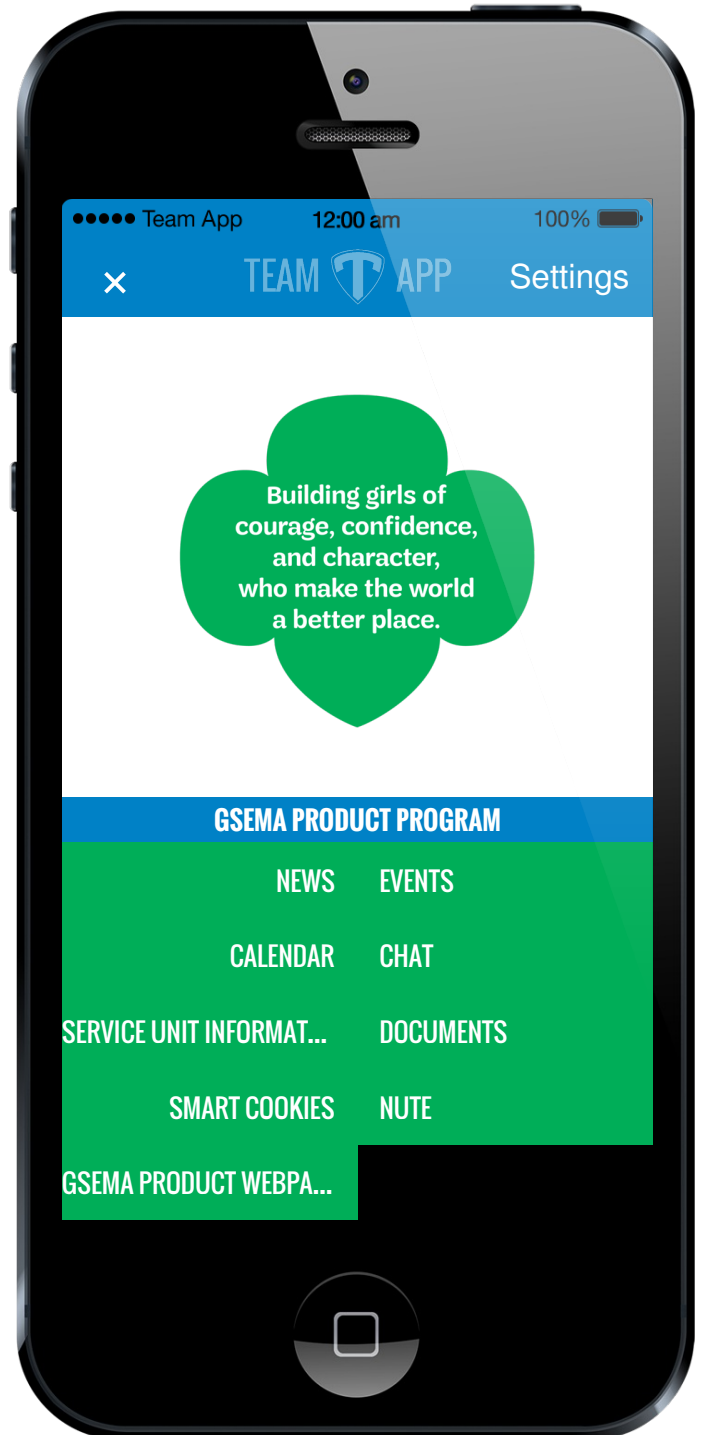 ●●●●● Team App 12:00 am 100%
× TEAM T APP Settings
Building girls of
courage, confidence,
and character,
who make the world
a better place.
GSEMA PRODUCT PROGRAM
NEWS EVENTS
CALENDAR CHAT
SERVICE UNIT INFORMAT... DOCUMENTS
SMART COOKIES NUTE
GSEMA PRODUCT WEBPA...